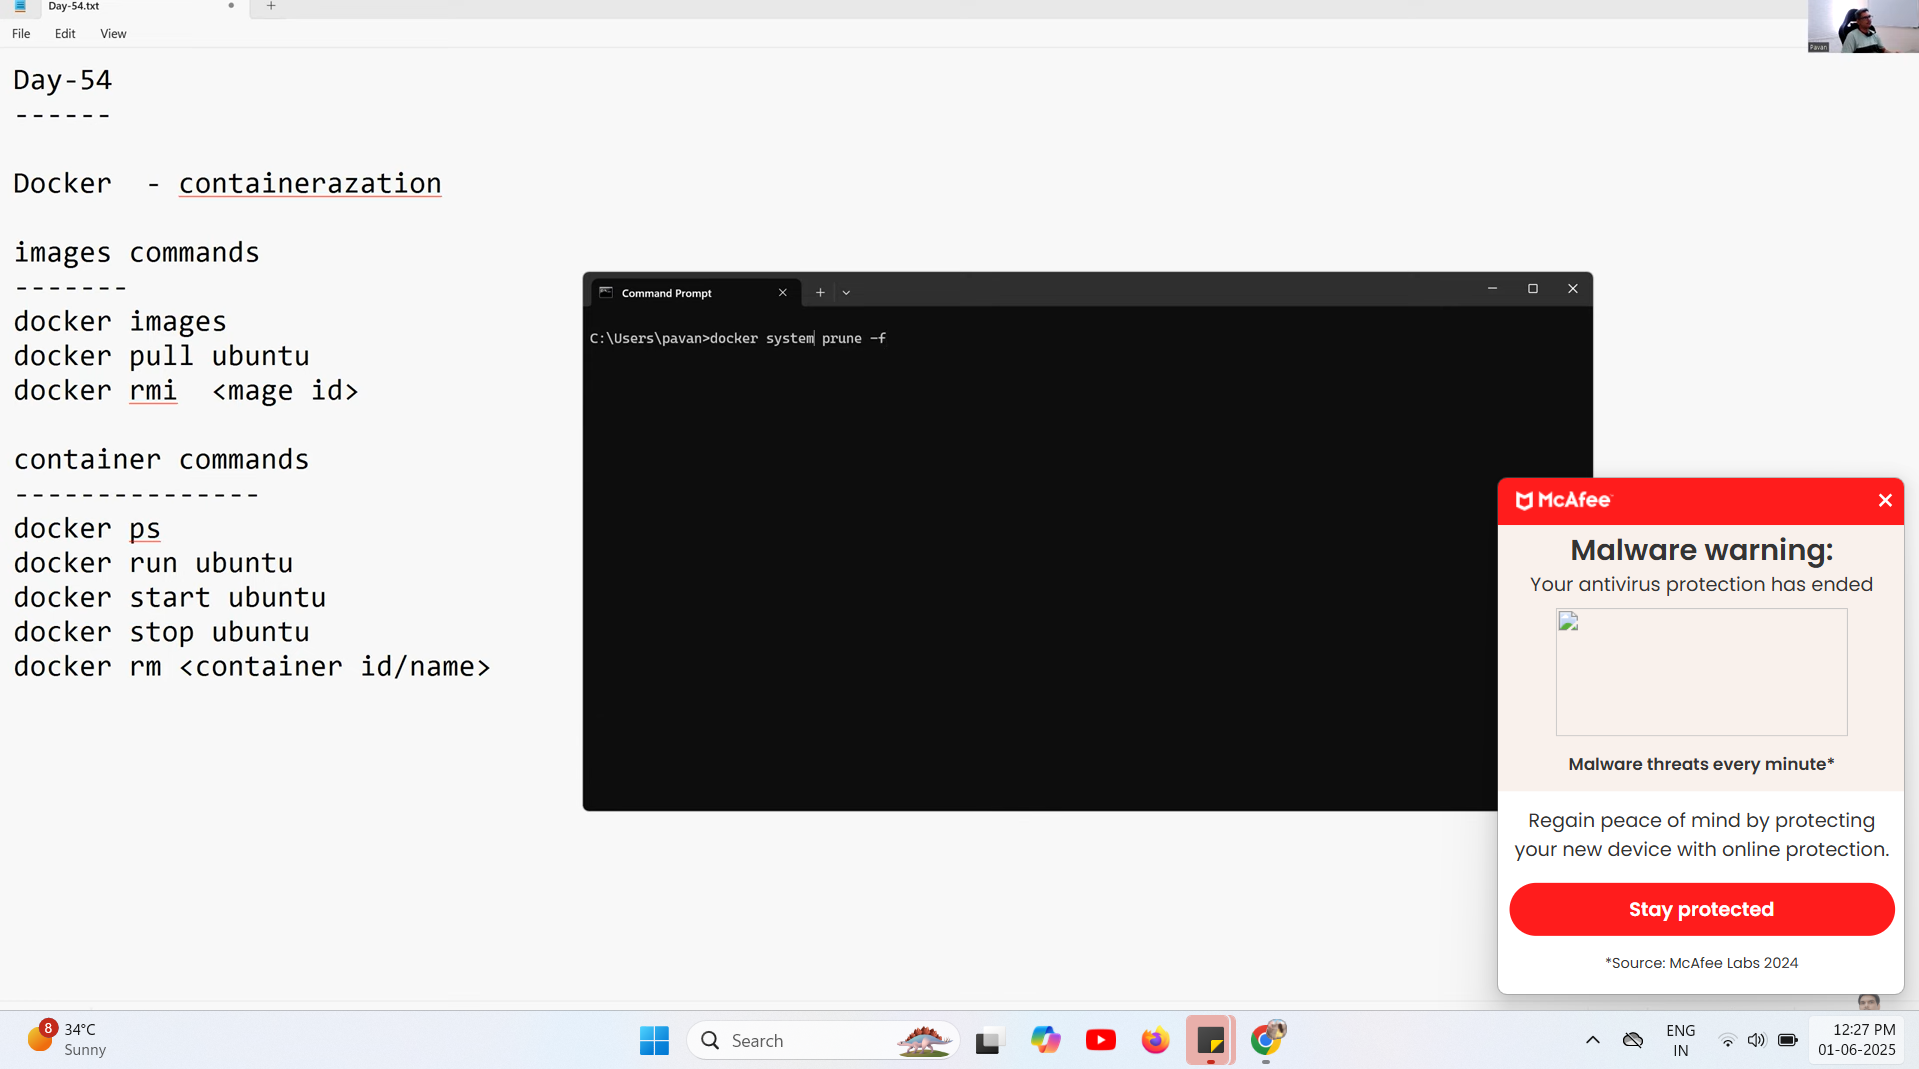 Day-54.txt
File Edit View
Pavan
Day-54
------
Docker  - containerazation
images commands
-------
docker images
docker pull ubuntu
docker rmi  <mage id>
container commands
---------------
docker ps
docker run ubuntu
docker start ubuntu
docker stop ubuntu
docker rm <container id/name>
Command Prompt
C:\Users\pavan>docker system prune -f
McAfee
Malware warning:
Your antivirus protection has ended
Malware threats every minute*
Regain peace of mind by protecting
your new device with online protection.
Stay protected
*Source: McAfee Labs 2024
8
34°C
Sunny
Search
ENG
IN
12:27 PM
01-06-2025